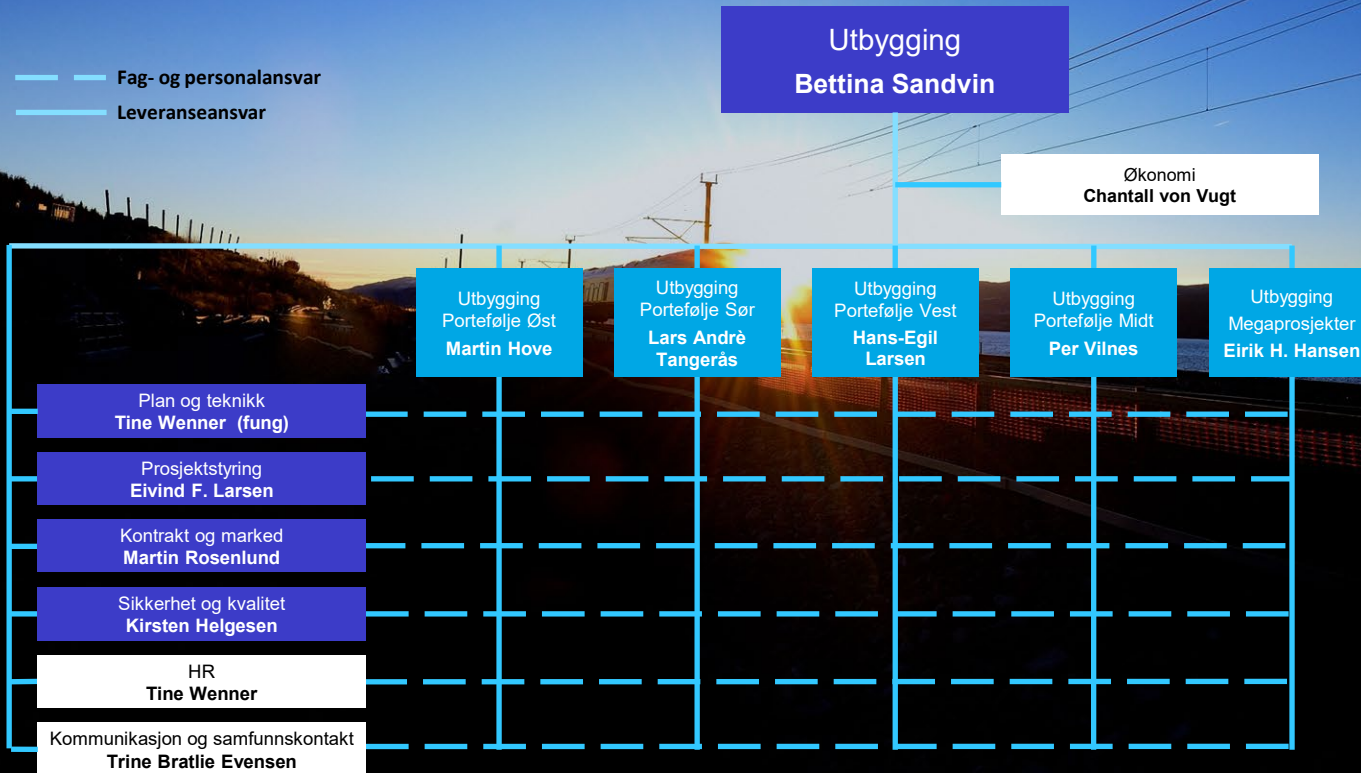 Utbygging
Bettina Sandvin
Fag- og personalansvar
Leveranseansvar
Økonomi
Chantall von Vugt
Utbygging
Portefølje Øst
Martin Hove
Utbygging
Portefølje Sør
Lars Andrè
Tangerås
Utbygging
Portefølje Vest
Hans-Egil
Larsen
Utbygging
Portefølje Midt
Per Vilnes
Utbygging
Megaprosjekter
Eirik H. Hansen
Plan og teknikk
Tine Wenner (fung)
Prosjektstyring
Eivind F. Larsen
Kontrakt og marked
Martin Rosenlund
Sikkerhet og kvalitet
Kirsten Helgesen
HR
Tine Wenner
Kommunikasjon og samfunnskontakt
Trine Bratlie Evensen